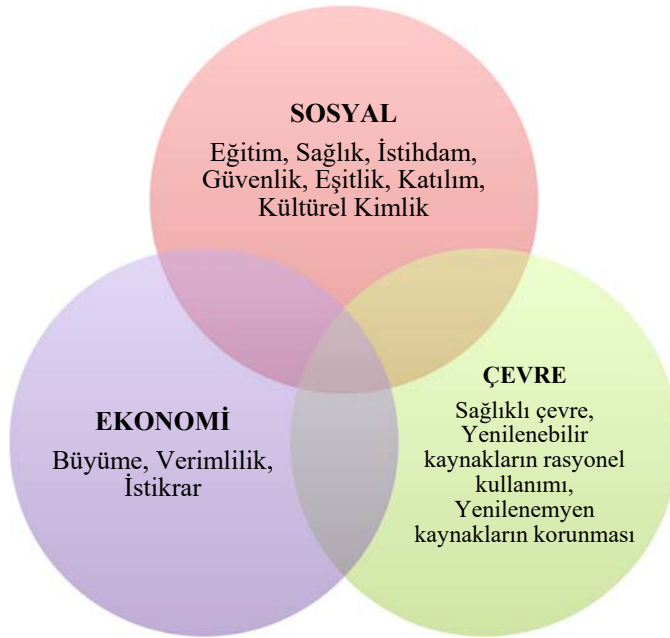 SOSYAL
Eğitim, Sağlık, İstihdam,
Güvenlik, Eşitlik, Katılım,
Kültürel Kimlik
EKONOMİ
Büyüme, Verimlilik,
İstikrar
ÇEVRE
Sağlıklı çevre,
Yenilenebilir
kaynakların rasyonel
kullanımı,
Yenilenemyen
kaynakların korunması